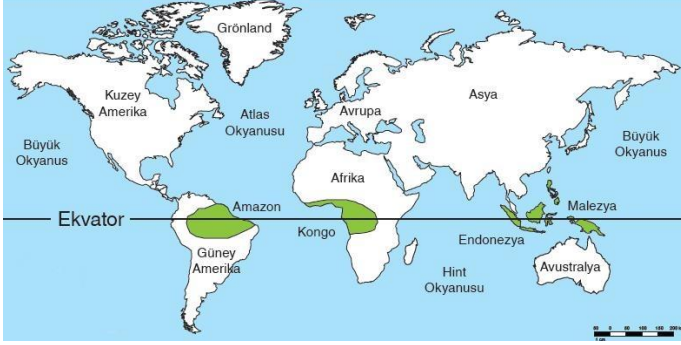 Grönland
Kuzey
Amerika
Atlas
Okyanusu
Avrupa
Asya
Büyük
Okyanus
Büyük
Okyanus
Afrika
Ekvator
Amazon
Kongo
Malezya
Endonezya
Güney
Amerika
Hint
Okyanusu
Avustralya